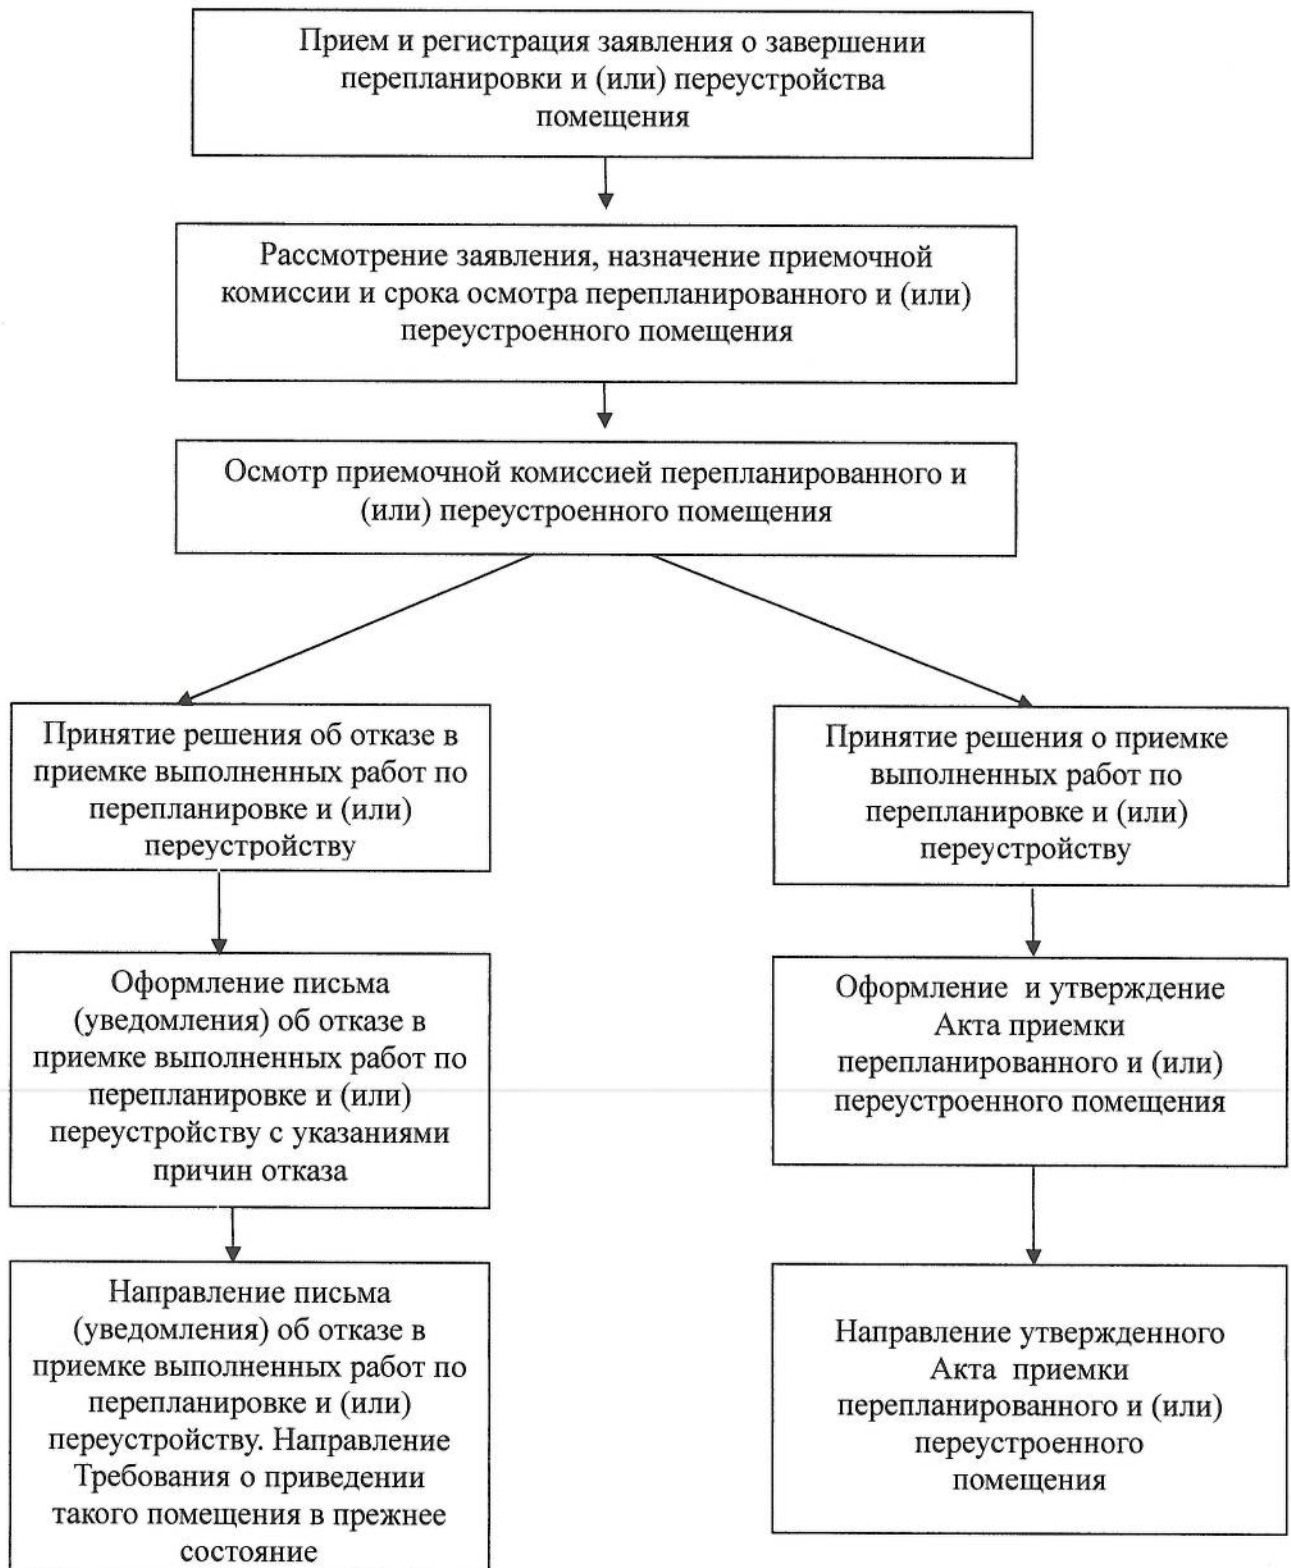 Прием и регистрация заявления о завершении
перепланировки и (или) переустройства
помещения
Рассмотрение заявления, назначение приемочной
комиссии и срока осмотра перепланированного и (или)
переустроенного помещения
Осмотр приемочной комиссией перепланированного и
(или) переустроенного помещения
Принятие решения об отказе в
приемке выполненных работ по
перепланировке и (или)
переустройству
Принятие решения о приемке
выполненных работ по
перепланировке и (или)
переустройству
Оформление письма
(уведомления) об отказе в
приемке выполненных работ по
перепланировке и (или)
переустройству с указаниями
причин отказа
Оформление и утверждение
Акта приемки
перепланированного и (или)
переустроенного помещения
Направление письма
(уведомления) об отказе в
приемке выполненных работ по
перепланировке и (или)
переустройству. Направление
Требования о приведении
такого помещения в прежнее
состояние
Направление утвержденного
Акта приемки
перепланированного и (или)
переустроенного
помещения